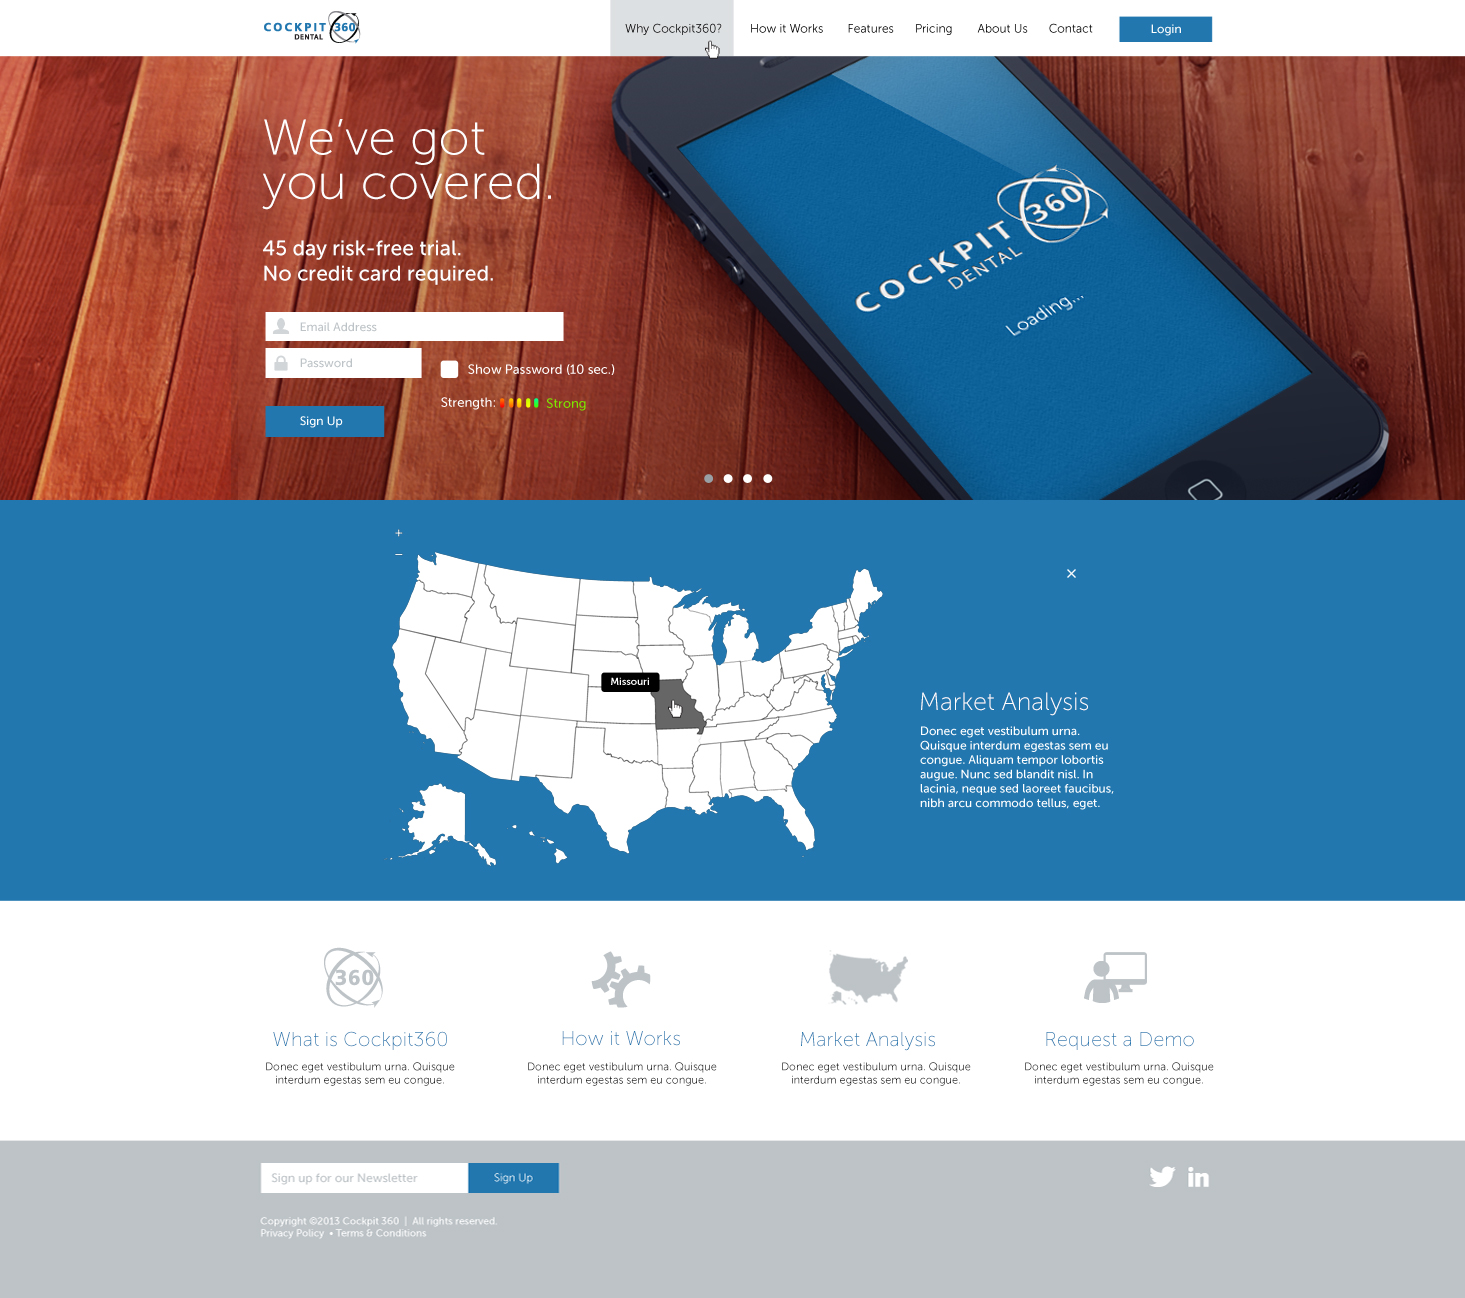 COCKPIT 360
DENTAL
Why Cockpit360?
How it Works
Features
Pricing
About Us
Contact
Login
We've got
you covered.
45 day risk-free trial.
No credit card required.
Email Address
Password
Show Password (10 sec.)
Strength: Strong
Sign Up
COCKPIT 360
DENTAL
Loading...
+
–
×
Missouri
Market Analysis
Donec eget vestibulum urna.
Quisque interdum egestas sem eu
congue. Aliquam tempor lobortis
augue. Nunc sed blandit nisl. In
lacinia, neque sed laoreet faucibus,
nibh arcu commodo tellus, eget.
360
What is Cockpit360
Donec eget vestibulum urna. Quisque
interdum egestas sem eu congue.
How it Works
Donec eget vestibulum urna. Quisque
interdum egestas sem eu congue.
Market Analysis
Donec eget vestibulum urna. Quisque
interdum egestas sem eu congue.
Request a Demo
Donec eget vestibulum urna. Quisque
interdum egestas sem eu congue.
Sign up for our Newsletter
Sign Up
in
Copyright ©2013 Cockpit 360 | All rights reserved.
Privacy Policy • Terms & Conditions